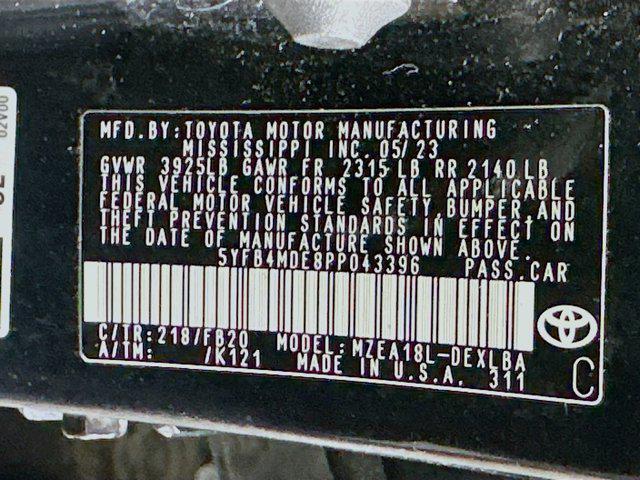 MFD. BY: TOYOTA MOTOR MANUFACTURING
MISSISSIPPI INC. 05/23
GVWR 3925LB GAWR FR 2315 LB RR 2140 LB
THIS VEHICLE CONFORMS TO ALL APPLICABLE
FEDERAL MOTOR VEHICLE SAFETY, BUMPER, AND
THEFT PREVENTION STANDARDS IN EFFECT ON
THE DATE OF MANUFACTURE SHOWN ABOVE.
5YFB4MDE8PP043396 PASS.CAR
C/TR: 218/FB20 MODEL: MZEA18L-DEXLBA
A/TM: /K121 MADE IN U.S.A. 311
C